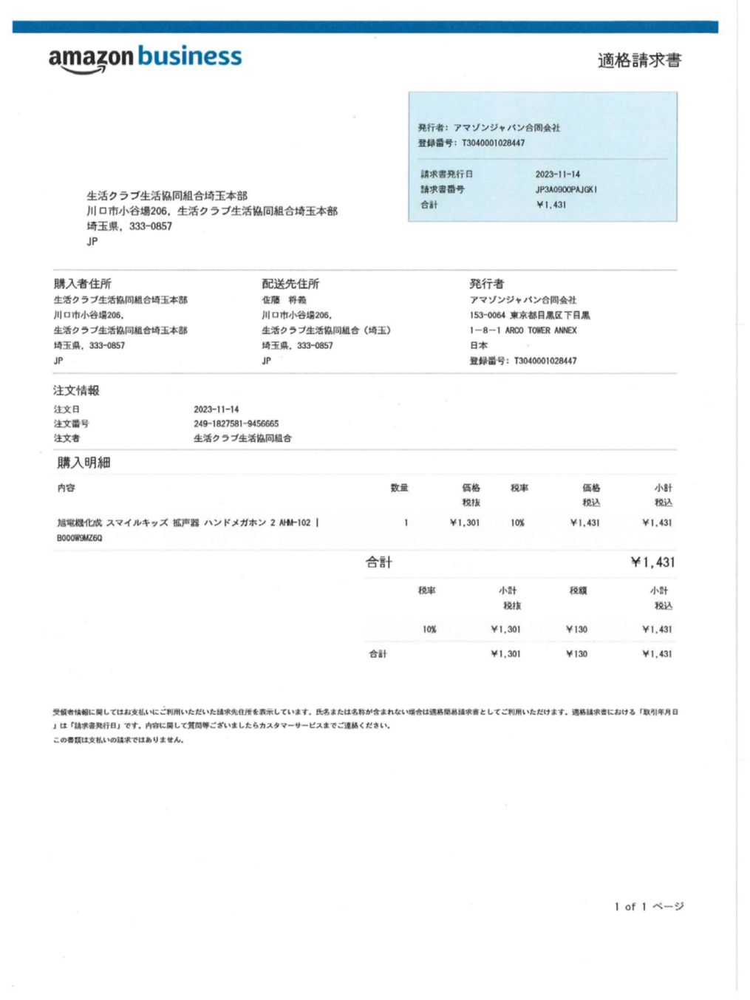 amazon business
適格請求書
発行者: アマゾンジャパン合同会社
登録番号: T3040001028447
請求書発行日 2023-11-14
請求書番号 JP3A0900PAJGKI
合計 ¥1,431
生活クラブ生活協同組合埼玉本部
川口市小谷場206, 生活クラブ生活協同組合埼玉本部
埼玉県, 333-0857
JP
購入者住所 配送先住所 発行者
生活クラブ生活協同組合埼玉本部 佐藤 将義 アマゾンジャパン合同会社
川口市小谷場206, 川口市小谷場206, 153-0064 東京都目黒区下目黒
生活クラブ生活協同組合埼玉本部 生活クラブ生活協同組合(埼玉) 1-8-1 ARCO TOWER ANNEX
埼玉県, 333-0857 埼玉県, 333-0857 日本
JP JP 登録番号: T3040001028447
注文情報
注文日 2023-11-14
注文番号 249-1827581-9456665
注文者 生活クラブ生活協同組合
購入明細
内容 数量 価格 税率 価格 小計
税抜 税込 税込
旭電機化成 スマイルキッズ 拡声器 ハンドメガホン 2 AHM-102 | 1 ¥1,301 10% ¥1,431 ¥1,431
B000W9MZ6Q
合計 ¥1,431
税率 小計 税額 小計
税抜 税込
10% ¥1,301 ¥130 ¥1,431
合計 ¥1,301 ¥130 ¥1,431
受領者情報に関してはお支払いにご利用いただいた請求先住所を表示しています。氏名または名称が含まれない場合は適格簡易請求書としてご利用いただけます。適格請求書における「取引年月日
」は「請求書発行日」です。内容に関して質問等ございましたらカスタマーサービスまでご連絡ください。
この書類は支払いの請求ではありません。
1 of 1 ページ